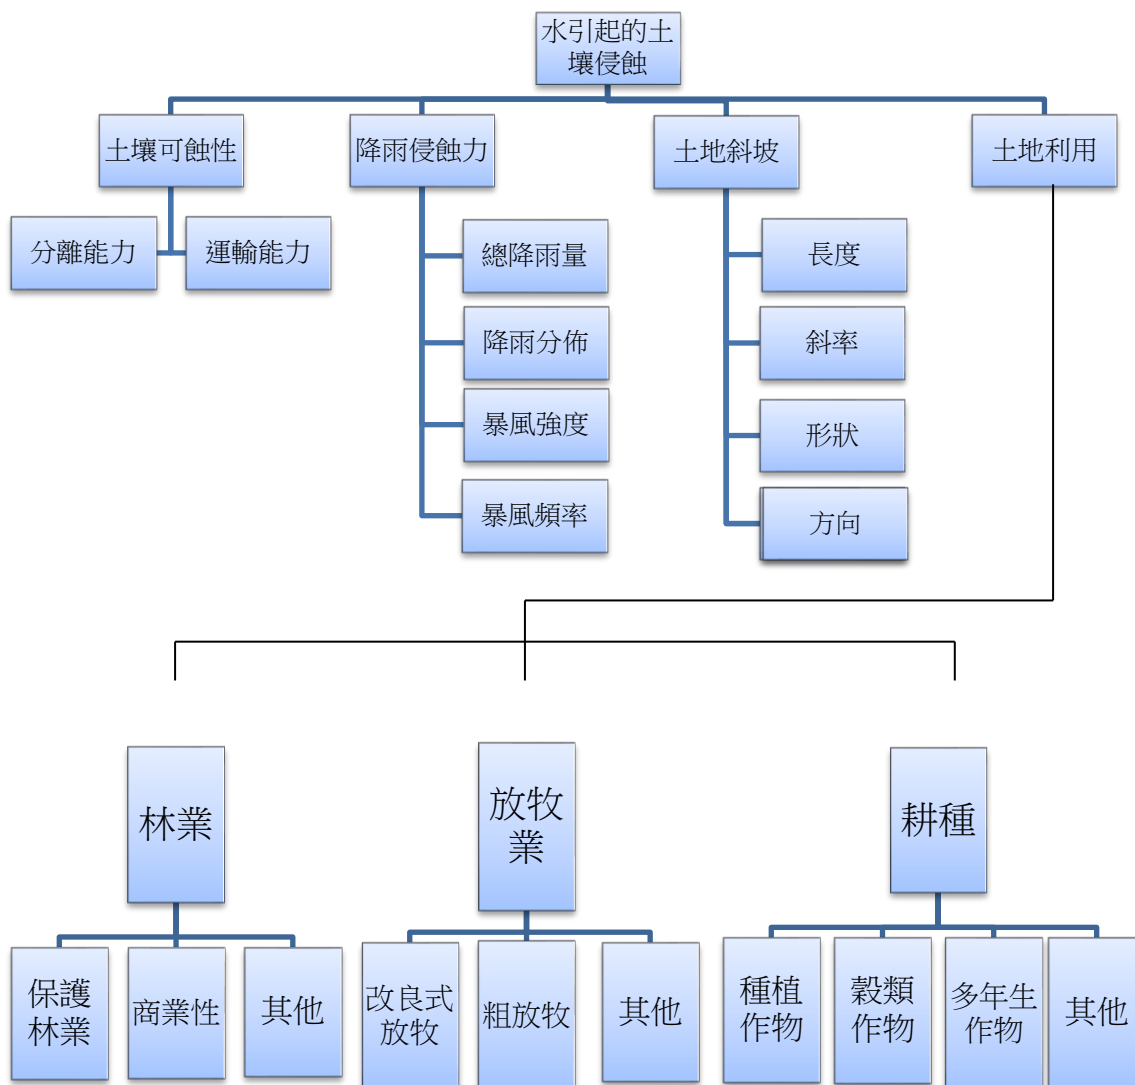 水引起的土
壤侵蝕
土壤可蝕性
降雨侵蝕力
土地斜坡
土地利用
分離能力
運輸能力
總降雨量
降雨分佈
暴風強度
暴風頻率
長度
斜率
形狀
方向
林業
放牧
業
耕種
保護
林業
商業性
其他
改良式
放牧
粗放牧
其他
種植
作物
穀類
作物
多年生
作物
其他